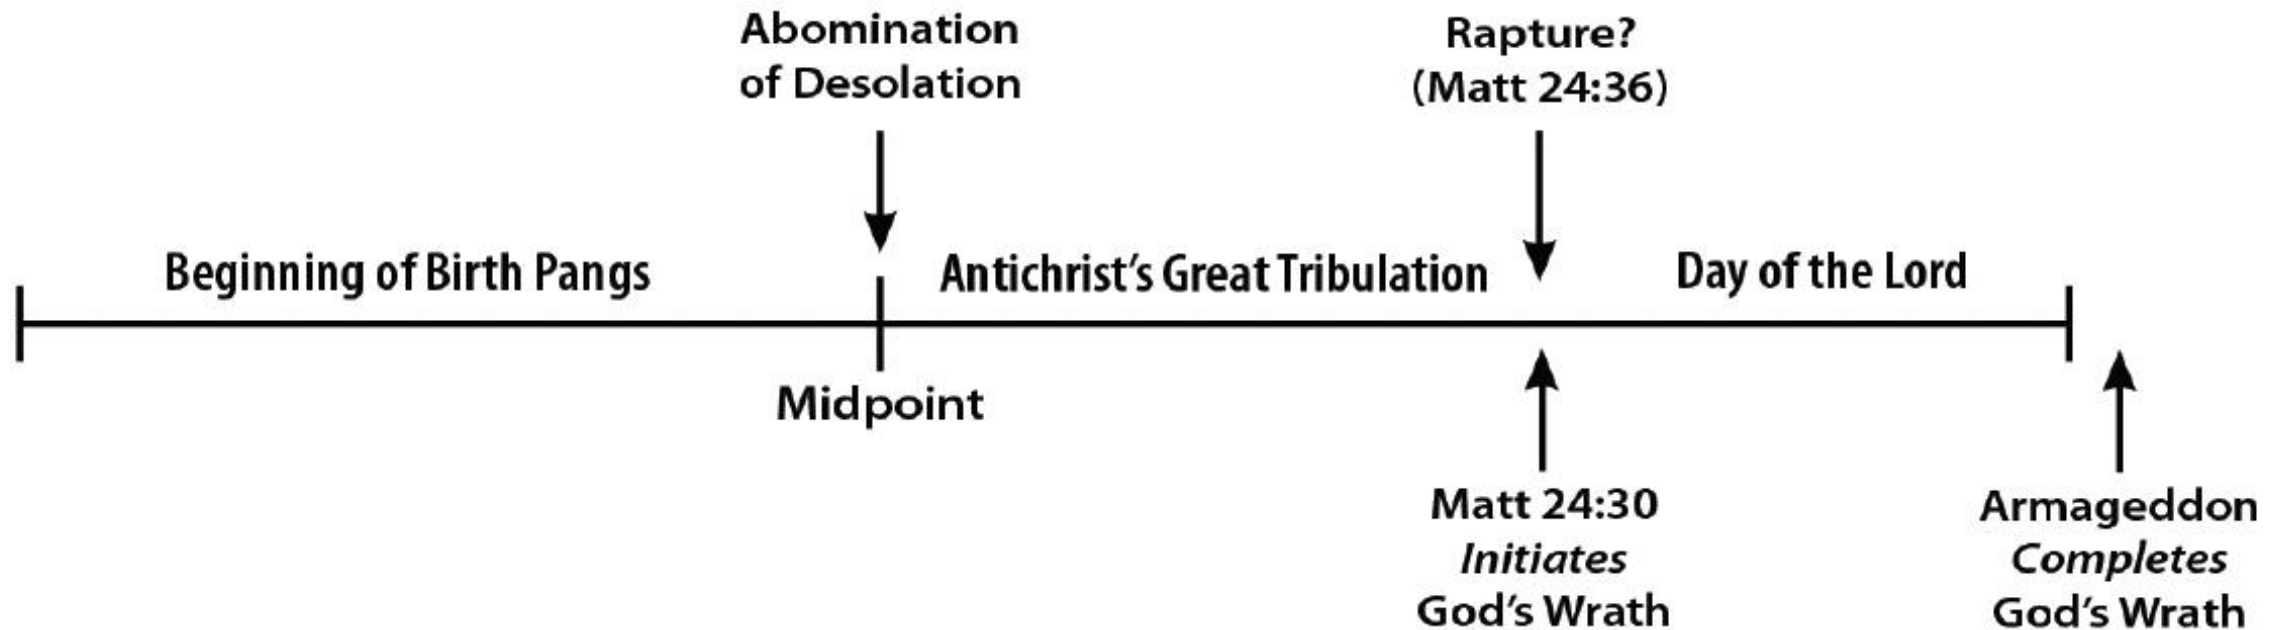 Abomination
of Desolation
Rapture?
(Matt 24:36)
Beginning of Birth Pangs
Antichrist’s Great Tribulation
Day of the Lord
Midpoint
Matt 24:30
Initiates
God’s Wrath
Armageddon
Completes
God’s Wrath